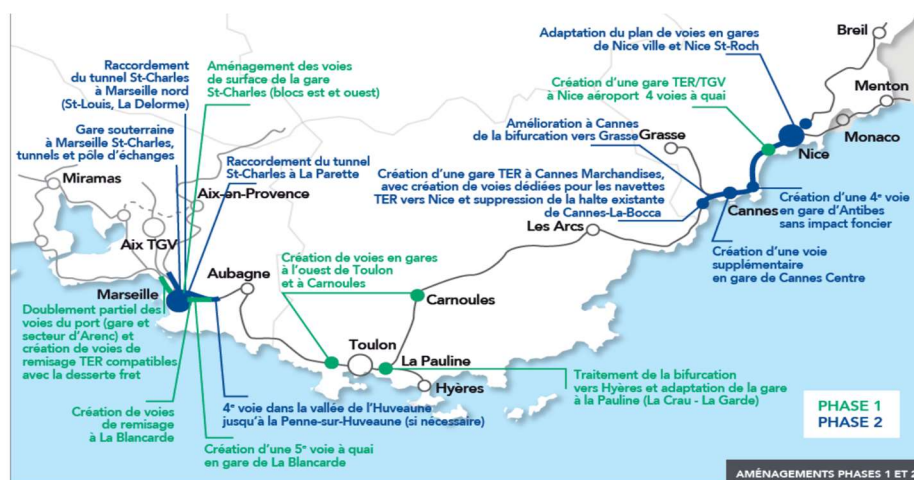 Raccordement
du tunnel St-Charles
à Marseille nord
(St-Louis, La Delorme)
Aménagement des voies
de surface de la gare
St-Charles (blocs est et ouest)
Adaptation du plan de voies en gares
de Nice ville et Nice St-Roch
Breil
Création d'une gare TER/TGV
à Nice aéroport 4 voies à quai
Menton
Monaco
Nice
Gare souterraine
à Marseille St-Charles,
tunnels et pôle d'échanges
Amélioration à Cannes
de la bifurcation vers Grasse
Grasse
Raccordement du tunnel
St-Charles à La Parette
Création d'une gare TER à Cannes Marchandises,
avec création de voies dédiées pour les navettes
TER vers Nice et suppression de la halte existante
de Cannes-La-Bocca
Miramas
Aix-en-Provence
Cannes
Création d'une 4e voie
en gare d'Antibes
sans impact foncier
Les Arcs
Aix TGV
Aubagne
Création de voies en gares
à l'ouest de Toulon
et à Carnoules
Création d'une voie
supplémentaire
en gare de Cannes Centre
Marseille
Carnoules
Doublement partiel des
voies du port (gare et
secteur d'Arenc) et
création de voies de
remisage TER compatibles
avec la desserte fret
Toulon
La Pauline
Hyères
Traitement de la bifurcation
vers Hyères et adaptation de la gare
à la Pauline (La Crau - La Garde)
Création de voies
de remisage
à La Blancarde
4e voie dans la vallée de l'Huveaune
jusqu'à la Penne-sur-Huveaune (si nécessaire)
Création d'une 5e voie à quai
en gare de La Blancarde
PHASE 1
PHASE 2
AMÉNAGEMENTS PHASES 1 ET 2